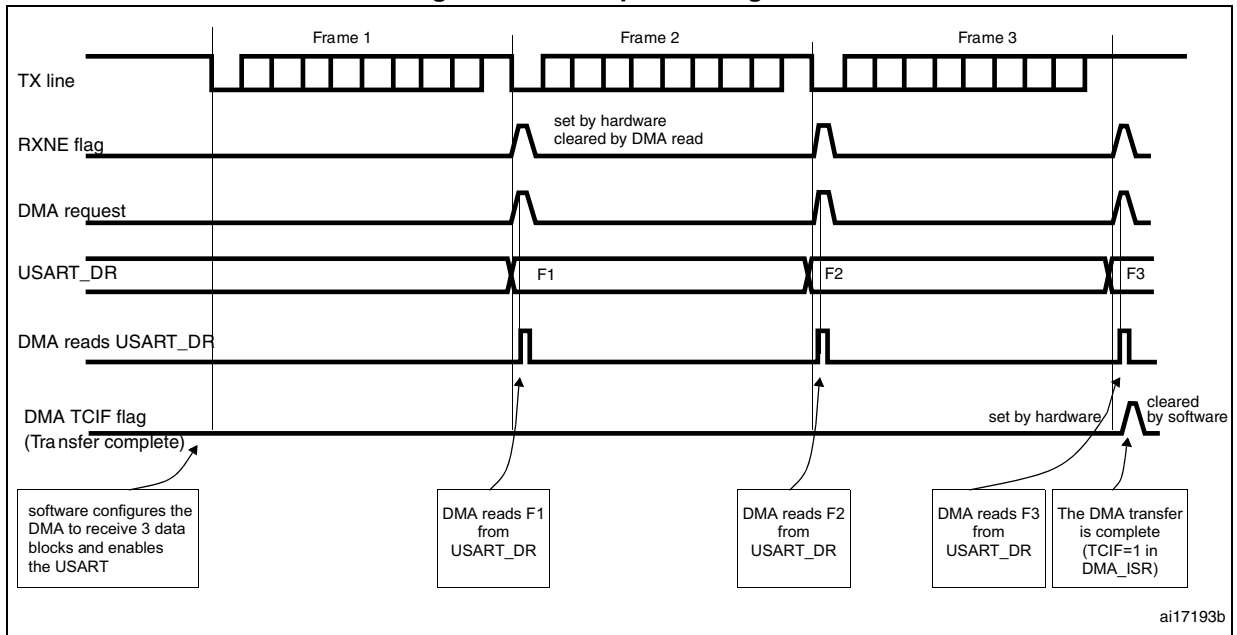 Frame 1 Frame 2 Frame 3
TX line
set by hardware
cleared by DMA read
RXNE flag
DMA request
USART_DR
F1
F2
F3
DMA reads USART_DR
DMA TCIF flag
(Transfer complete)
set by hardware
cleared
by software
software configures the
DMA to receive 3 data
blocks and enables
the USART
DMA reads F1
from
USART_DR
DMA reads F2
from
USART_DR
DMA reads F3
from
USART_DR
The DMA transfer
is complete
(TCIF=1 in
DMA_ISR)
ai17193b